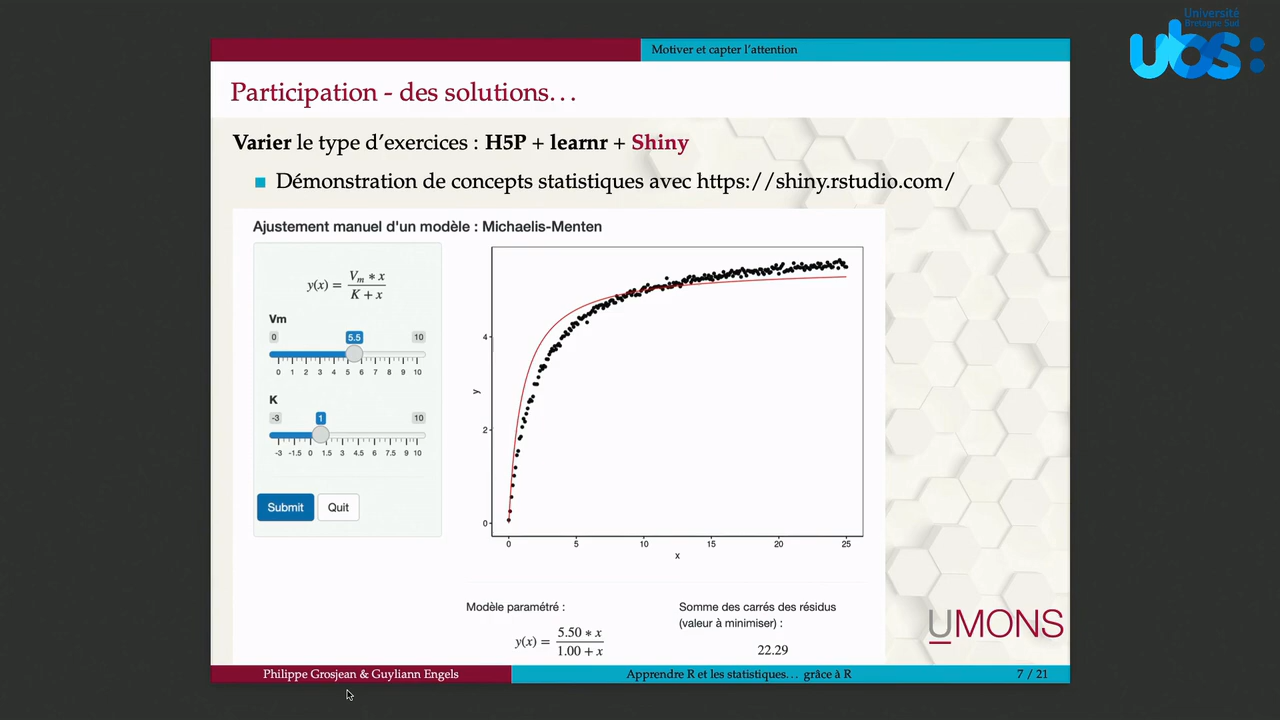 Université
Bretagne Sud
ubs:
Motiver et capter l'attention
Participation - des solutions…
Varier le type d'exercices : H5P + learnr + Shiny
Démonstration de concepts statistiques avec https://shiny.rstudio.com/
Ajustement manuel d'un modèle : Michaelis-Menten
y(x) = Vm * x / K + x
Vm
0 5.5 10
0 1 2 3 4 5 6 7 8 9 10
K
-3 1 10
-3 -1.5 0 1.5 3 4.5 6 7.5 9 10
Submit Quit
y
4
2
0
0 5 10 15 20 25
x
Modèle paramétré :
y(x) = 5.50 * x / 1.00 + x
Somme des carrés des résidus
(valeur à minimiser) :
22.29
UMONS
Philippe Grosjean & Guyliann Engels
Apprendre R et les statistiques… grâce à R
7 / 21